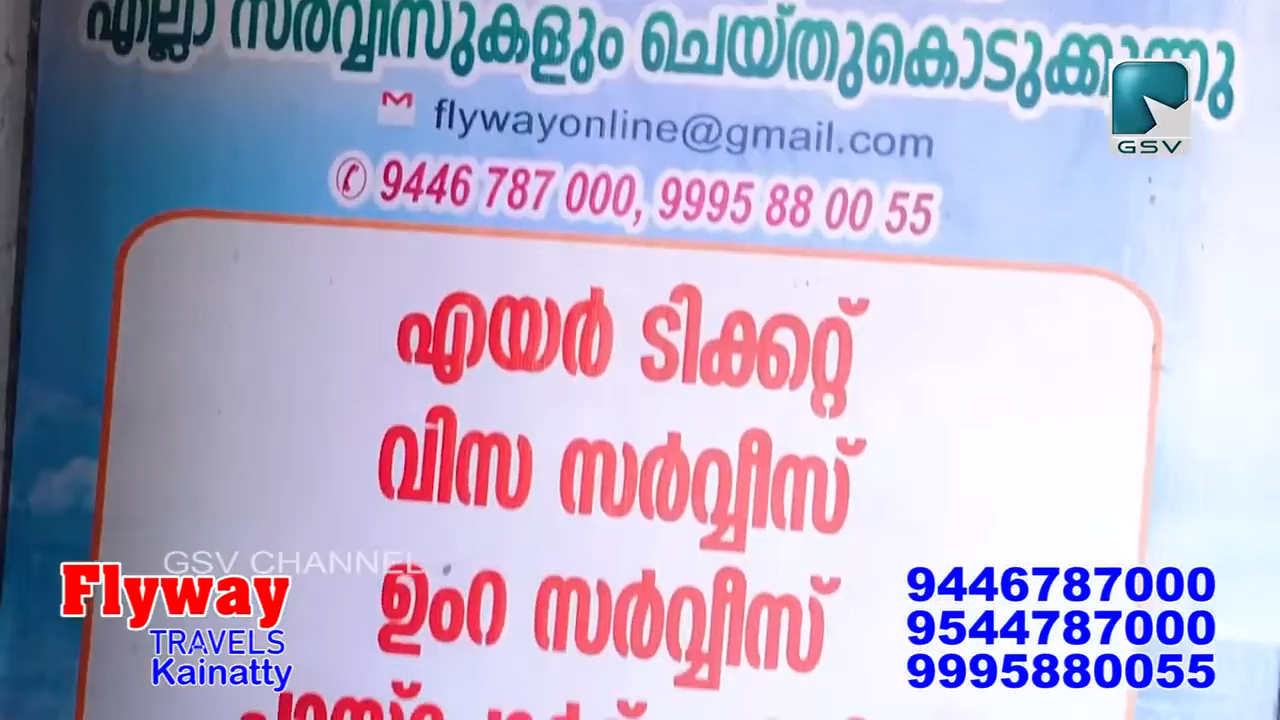 എല്ലാ സർവ്വീസുകളും ചെയ്തുകൊടുക്കുന്നു
GSV
flywayonline@gmail.com
✆ 9446 787 000, 9995 88 00 55
എയർ ടിക്കറ്റ്
വിസ സർവ്വീസ്
ഉംറ സർവ്വീസ്
GSV CHANNEL
Flyway
TRAVELS
Kainatty
9446787000
9544787000
9995880055